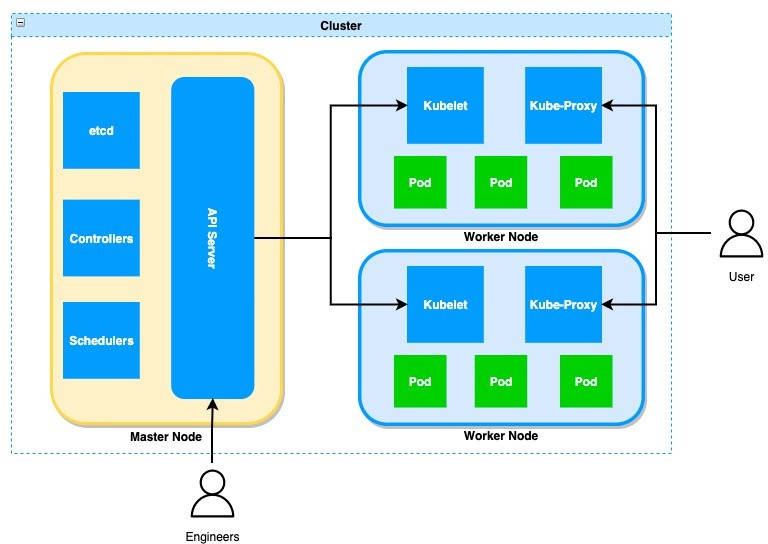 Cluster
etcd
Controllers
Schedulers
API Server
Master Node
Kubelet
Kube-Proxy
Pod
Pod
Pod
Worker Node
Kubelet
Kube-Proxy
Pod
Pod
Pod
Worker Node
User
Engineers